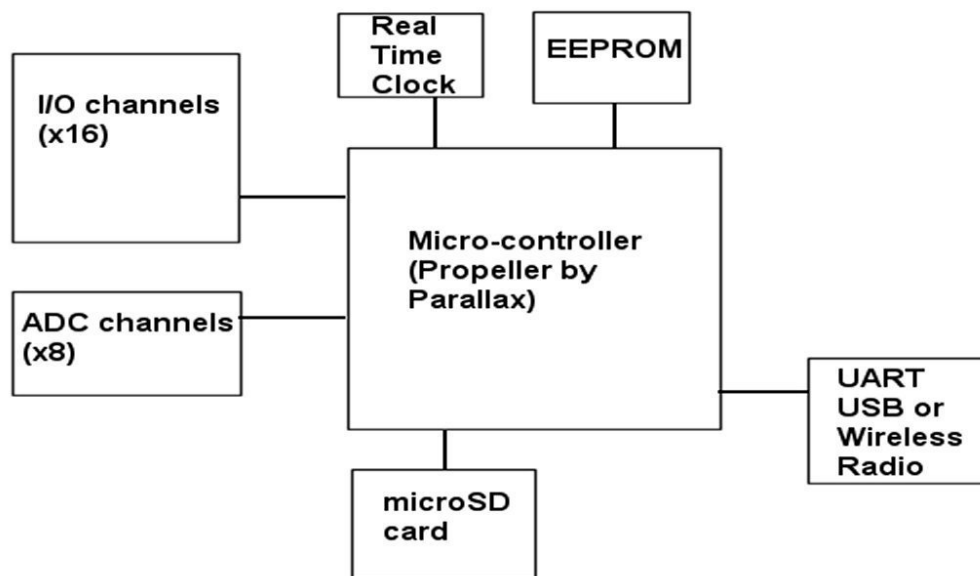 Real
Time
Clock
EEPROM
I/O channels
(x16)
Micro-controller
(Propeller by
Parallax)
ADC channels
(x8)
UART
USB or
Wireless
Radio
microSD
card